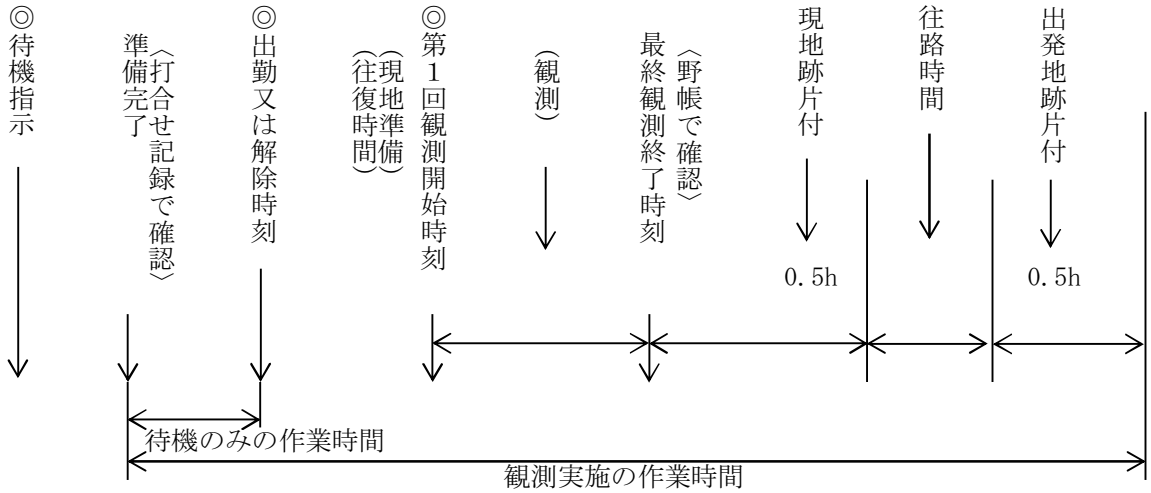 ◎待機指示
準備完了
〈打合せ記録で確認〉
◎出勤又は解除時刻
(往復時間)
(現地準備)
◎第1回観測開始時刻
(観測)
最終観測終了時刻
〈野帳で確認〉
現地跡片付
0.5h
往路時間
出発地跡片付
0.5h
待機のみの作業時間
観測実施の作業時間